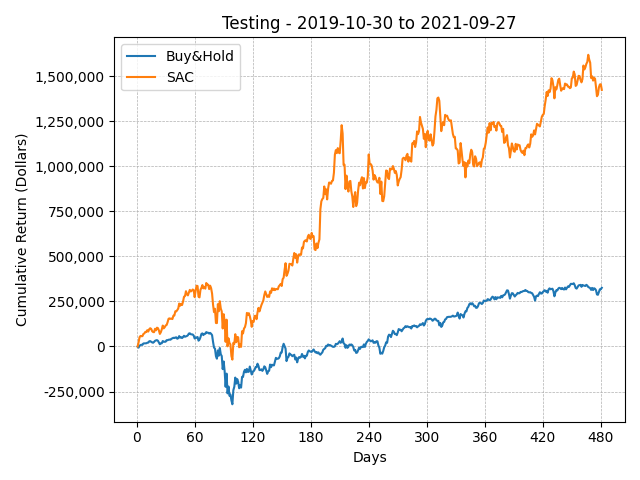 Testing - 2019-10-30 to 2021-09-27
Buy&Hold
SAC
Cumulative Return (Dollars)
1,500,000
1,250,000
1,000,000
750,000
500,000
250,000
0
-250,000
0 60 120 180 240 300 360 420 480
Days